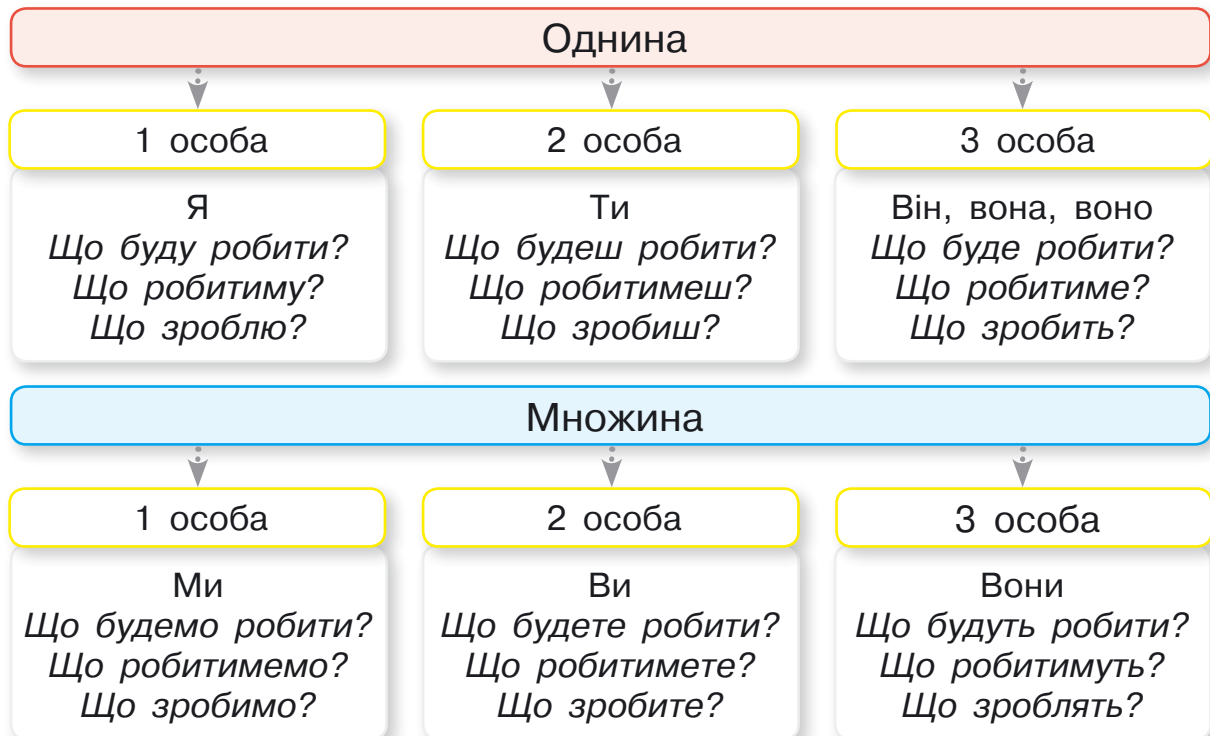 Однина
1 особа
2 особа
3 особа
Я
Що буду робити?
Що робитиму?
Що зроблю?
Ти
Що будеш робити?
Що робитимеш?
Що зробиш?
Він, вона, воно
Що буде робити?
Що робитиме?
Що зробить?
Множина
1 особа
2 особа
3 особа
Ми
Що будемо робити?
Що робитимемо?
Що зробимо?
Ви
Що будете робити?
Що робитимете?
Що зробите?
Вони
Що будуть робити?
Що робитимуть?
Що зроблять?